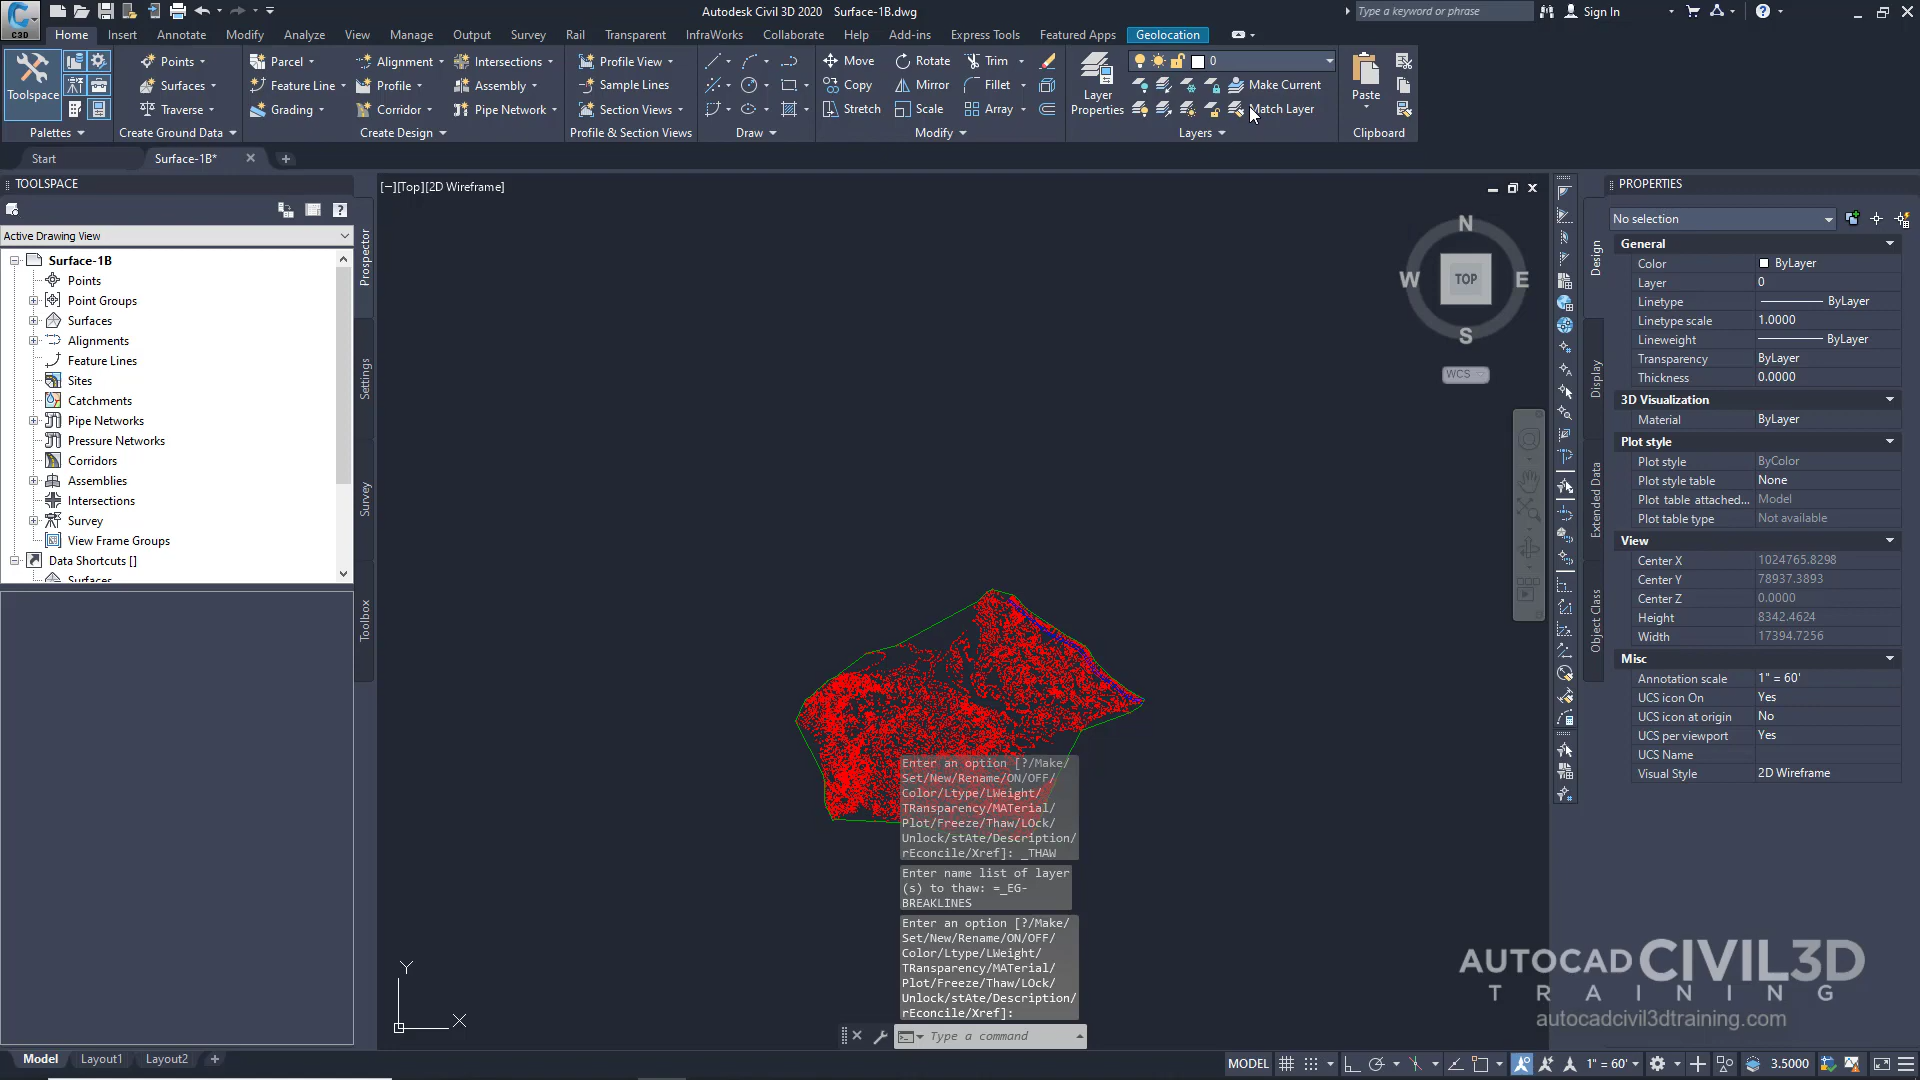 Autodesk Civil 3D 2020 Surface-1B.dwg
Type a keyword or phrase
Sign In
C3D
Home Insert Annotate Modify Analyze View Manage Output Survey Rail Transparent InfraWorks Collaborate Help Add-ins Express Tools Featured Apps Geolocation
Toolspace
Points
Surfaces
Traverse
Parcel
Feature Line
Grading
Alignment
Profile
Corridor
Intersections
Assembly
Pipe Network
Profile View
Sample Lines
Section Views
Move
Copy
Stretch
Rotate
Mirror
Scale
Trim
Fillet
Array
Layer
Properties
0
Make Current
Match Layer
Paste
Palettes
Create Ground Data
Create Design
Profile & Section Views
Draw
Modify
Layers
Clipboard
Start
Surface-1B*
TOOLSPACE
Active Drawing View
Surface-1B
Points
Point Groups
Surfaces
Alignments
Feature Lines
Sites
Catchments
Pipe Networks
Pressure Networks
Corridors
Assemblies
Intersections
Survey
View Frame Groups
Data Shortcuts []
Surfaces
Prospector
Settings
Survey
Toolbox
[−][Top][2D Wireframe]
N
W
TOP
E
S
WCS
Enter an option [?/Make/
Set/New/Rename/ON/OFF/
Color/Ltype/LWeight/
TRansparency/MATerial/
Plot/Freeze/Thaw/LOck/
Unlock/stAte/Description/
rEconcile/Xref]: _THAW
Enter name list of layer
(s) to thaw: =_EG-
BREAKLINES
Enter an option [?/Make/
Set/New/Rename/ON/OFF/
Color/Ltype/LWeight/
TRansparency/MATerial/
Plot/Freeze/Thaw/LOck/
Unlock/stAte/Description/
rEconcile/Xref]:
Type a command
Y
X
PROPERTIES
No selection
Design
Display
Extended Data
Object Class
General
Color ByLayer
Layer 0
Linetype ByLayer
Linetype scale 1.0000
Lineweight ByLayer
Transparency ByLayer
Thickness 0.0000
3D Visualization
Material ByLayer
Plot style
Plot style ByColor
Plot style table None
Plot table attached... Model
Plot table type Not available
View
Center X 1024765.8298
Center Y 78937.3893
Center Z 0.0000
Height 8342.4624
Width 17394.7256
Misc
Annotation scale 1" = 60'
UCS icon On Yes
UCS icon at origin No
UCS per viewport Yes
UCS Name
Visual Style 2D Wireframe
AUTOCAD CIVIL3D
TRAINING
autocadcivil3dtraining.com
Model Layout1 Layout2
MODEL
1" = 60'
3.5000